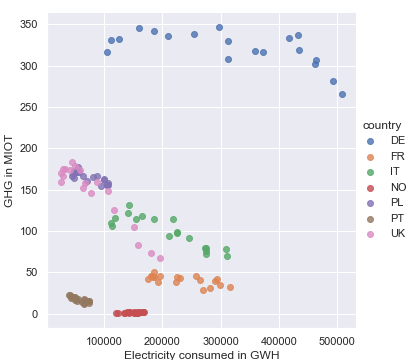 350
300
250
200
150
100
50
0
GHG in MIOT
100000 200000 300000 400000 500000
Electricity consumed in GWH
country
DE
FR
IT
NO
PL
PT
UK